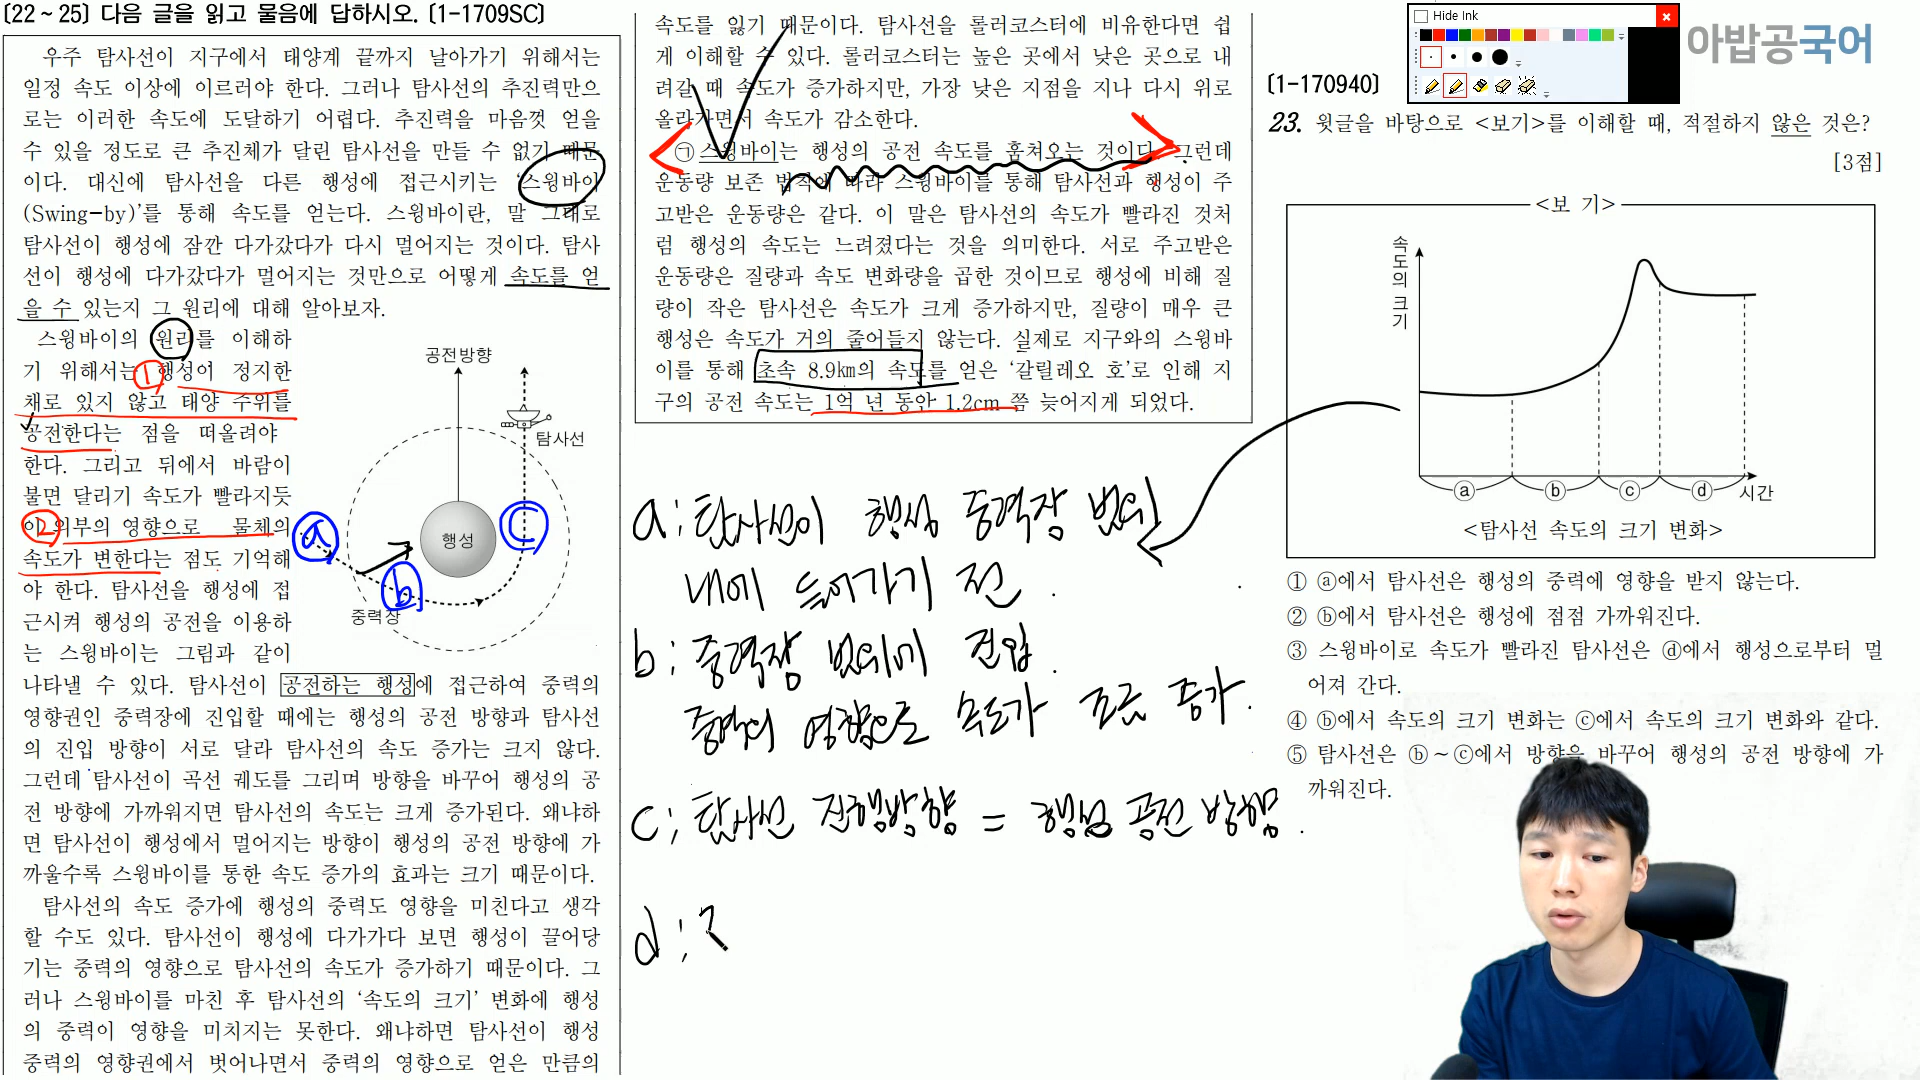 [22~25] 다음 글을 읽고 물음에 답하시오. [1-1709SC]
우주 탐사선이 지구에서 태양계 끝까지 날아가기 위해서는
일정 속도 이상에 이르러야 한다. 그러나 탐사선의 추진력만으
로는 이러한 속도에 도달하기 어렵다. 추진력을 마음껏 얻을
수 있을 정도로 큰 추진체가 달린 탐사선을 만들 수 없기 때문
이다. 대신에 탐사선을 다른 행성에 접근시키는 '스윙바이
(Swing-by)'를 통해 속도를 얻는다. 스윙바이란, 말 그대로
탐사선이 행성에 잠깐 다가갔다가 다시 멀어지는 것이다. 탐사
선이 행성에 다가갔다가 멀어지는 것만으로 어떻게 속도를 얻
을 수 있는지 그 원리에 대해 알아보자.
스윙바이의 원리를 이해하
기 위해서는 행성이 정지한
채로 있지 않고 태양 주위를
공전한다는 점을 떠올려야
한다. 그리고 뒤에서 바람이
불면 달리기 속도가 빨라지듯
이 외부의 영향으로 물체의
속도가 변한다는 점도 기억해
야 한다. 탐사선을 행성에 접
근시켜 행성의 공전을 이용하
는 스윙바이는 그림과 같이
나타낼 수 있다. 탐사선이 공전하는 행성에 접근하여 중력의
영향권인 중력장에 진입할 때에는 행성의 공전 방향과 탐사선
의 진입 방향이 서로 달라 탐사선의 속도 증가는 크지 않다.
그런데 탐사선이 곡선 궤도를 그리며 방향을 바꾸어 행성의 공
전 방향에 가까워지면 탐사선의 속도는 크게 증가된다. 왜냐하
면 탐사선이 행성에서 멀어지는 방향이 행성의 공전 방향에 가
까울수록 스윙바이를 통한 속도 증가의 효과는 크기 때문이다.
탐사선의 속도 증가에 행성의 중력도 영향을 미친다고 생각
할 수도 있다. 탐사선이 행성에 다가가다 보면 행성이 끌어당
기는 중력의 영향으로 탐사선의 속도가 증가하기 때문이다. 그
러나 스윙바이를 마친 후 탐사선의 '속도의 크기' 변화에 행성
의 중력이 영향을 미치지는 못한다. 왜냐하면 탐사선이 행성
중력의 영향권에서 벗어나면서 중력의 영향으로 얻은 만큼의
1
2
공전방향
탐사선
행성
중력장
a
b
C
속도를 잃기 때문이다. 탐사선을 롤러코스터에 비유한다면 쉽
게 이해할 수 있다. 롤러코스터는 높은 곳에서 낮은 곳으로 내
려갈 때 속도가 증가하지만, 가장 낮은 지점을 지나 다시 위로
올라가면서 속도가 감소한다.
㉠스윙바이는 행성의 공전 속도를 훔쳐오는 것이다. 그런데
운동량 보존 법칙에 따라 스윙바이를 통해 탐사선과 행성이 주
고받은 운동량은 같다. 이 말은 탐사선의 속도가 빨라진 것처
럼 행성의 속도는 느려졌다는 것을 의미한다. 서로 주고받은
운동량은 질량과 속도 변화량을 곱한 것이므로 행성에 비해 질
량이 작은 탐사선은 속도가 크게 증가하지만, 질량이 매우 큰
행성은 속도가 거의 줄어들지 않는다. 실제로 지구와의 스윙바
이를 통해 초속 8.9㎞의 속도를 얻은 '갈릴레오 호'로 인해 지
구의 공전 속도는 1억 년 동안 1.2cm 쯤 늦어지게 되었다.
a : 탐사선이 행성 중력장 범위
내에 들어가기 전.
b : 중력장 범위에 진입.
중력의 영향으로 속도가 조금 증가.
c : 탐사선 진행방향 = 행성 공전 방향.
d :
Hide Ink
아밥공국어
[1-170940]
23. 윗글을 바탕으로 <보기>를 이해할 때, 적절하지 않은 것은?
[3점]
<보 기>
속도의 크기
ⓐ ⓑ ⓒ ⓓ 시간
<탐사선 속도의 크기 변화>
① ⓐ에서 탐사선은 행성의 중력에 영향을 받지 않는다.
② ⓑ에서 탐사선은 행성에 점점 가까워진다.
③ 스윙바이로 속도가 빨라진 탐사선은 ⓓ에서 행성으로부터 멀
어져 간다.
④ ⓑ에서 속도의 크기 변화는 ⓒ에서 속도의 크기 변화와 같다.
⑤ 탐사선은 ⓑ~ⓒ에서 방향을 바꾸어 행성의 공전 방향에 가
까워진다.